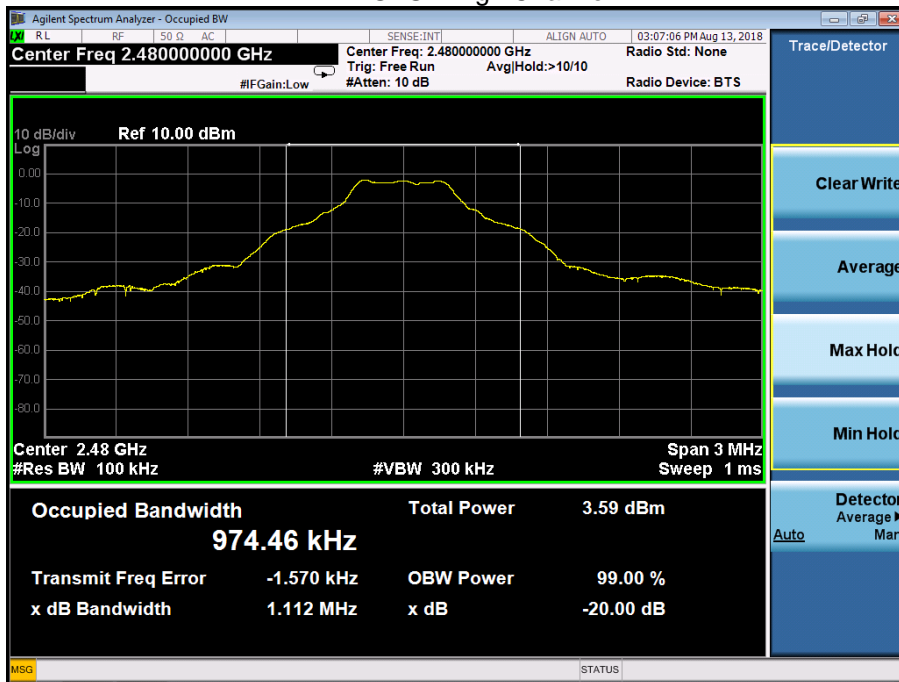 Agilent Spectrum Analyzer - Occupied BW
LXI RL RF 50 Ω AC SENSE:INT ALIGN AUTO 03:07:06 PM Aug 13, 2018
Center Freq 2.480000000 GHz Center Freq: 2.480000000 GHz Radio Std: None
Trig: Free Run Avg|Hold:>10/10
#IFGain:Low #Atten: 10 dB Radio Device: BTS
Trace/Detector
10 dB/div Ref 10.00 dBm
Log
0.00
-10.0
-20.0
-30.0
-40.0
-50.0
-60.0
-70.0
-80.0
Center 2.48 GHz Span 3 MHz
#Res BW 100 kHz #VBW 300 kHz Sweep 1 ms
Clear Write
Average
Max Hold
Min Hold
Detector
Average
Auto Man
Occupied Bandwidth Total Power 3.59 dBm
974.46 kHz
Transmit Freq Error -1.570 kHz OBW Power 99.00 %
x dB Bandwidth 1.112 MHz x dB -20.00 dB
MSG STATUS